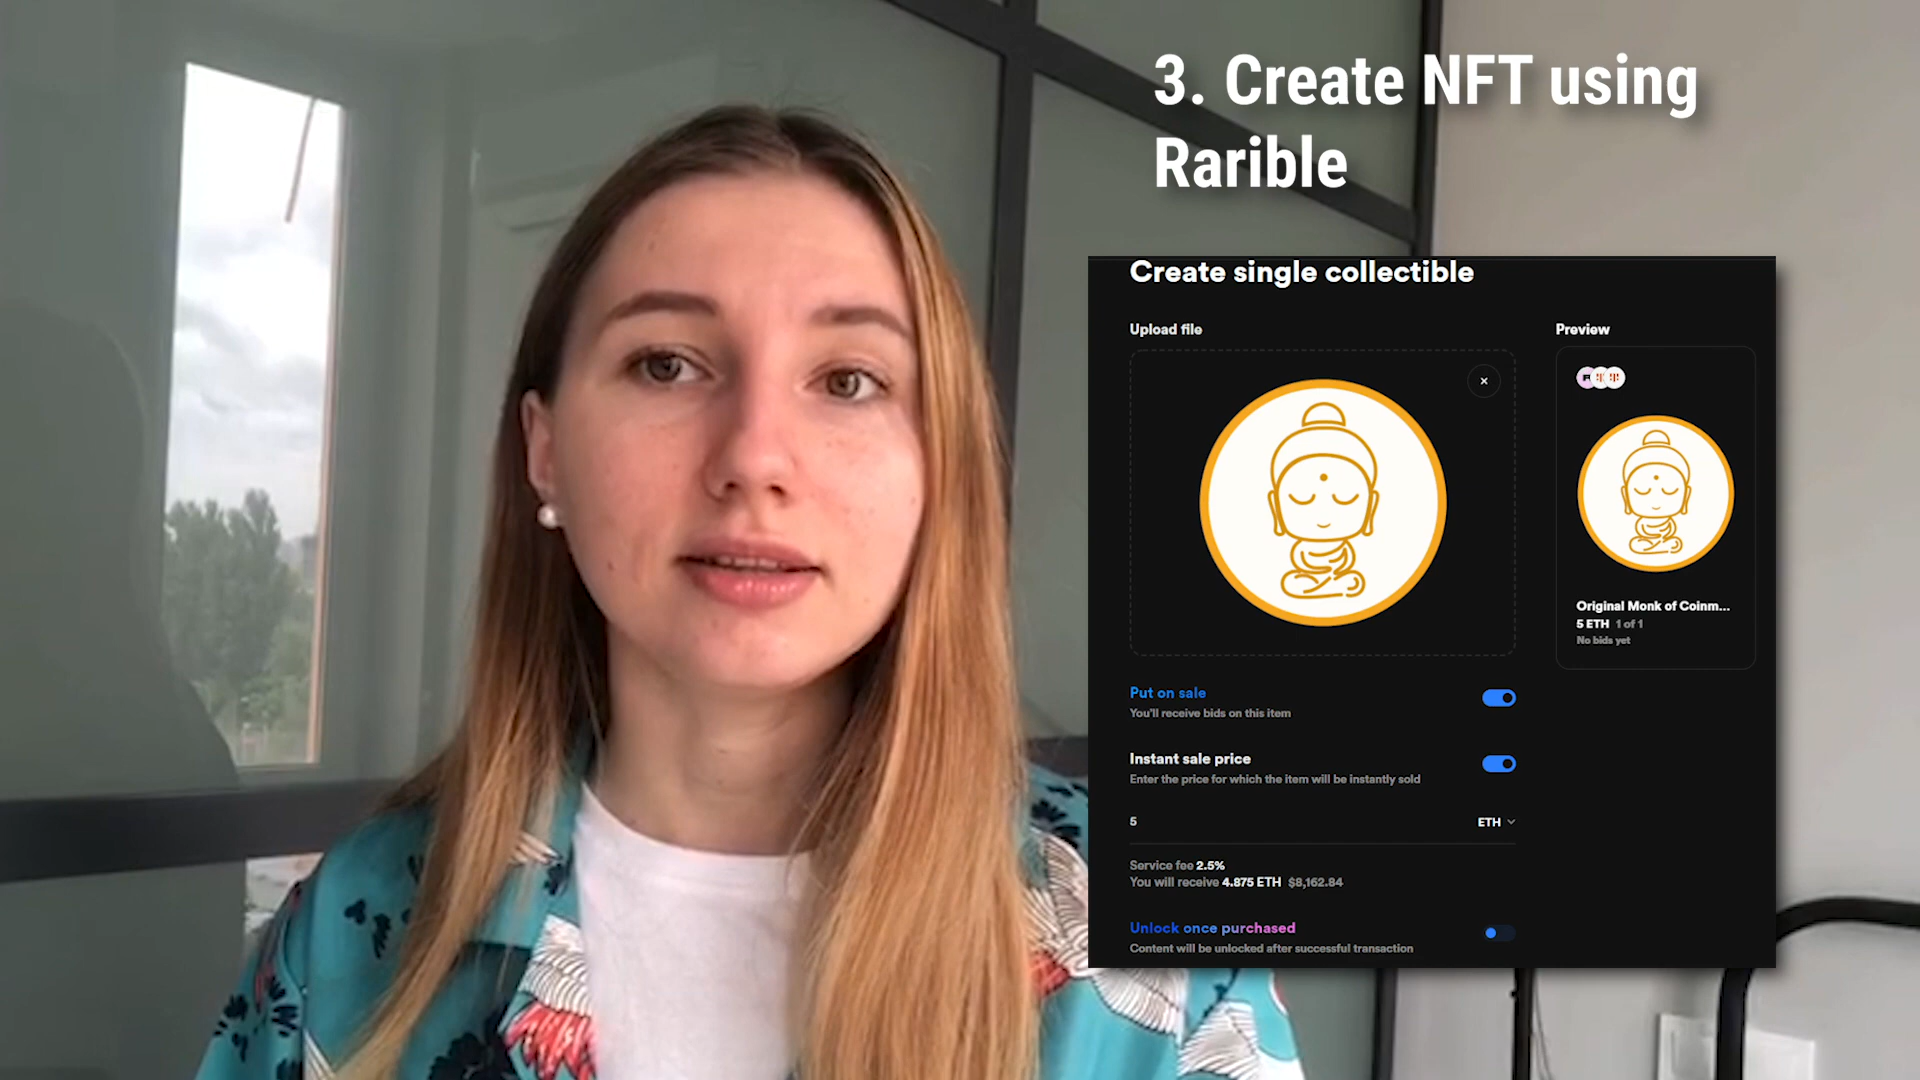 3. Create NFT using
Rarible
Create single collectible
Upload file
Preview
Original Monk of Coinm...
5 ETH 1 of 1
No bids yet
Put on sale
You'll receive bids on this item
Instant sale price
Enter the price for which the item will be instantly sold
5
ETH
Service fee 2.5%
You will receive 4.875 ETH $8,162.84
Unlock once purchased
Content will be unlocked after successful transaction